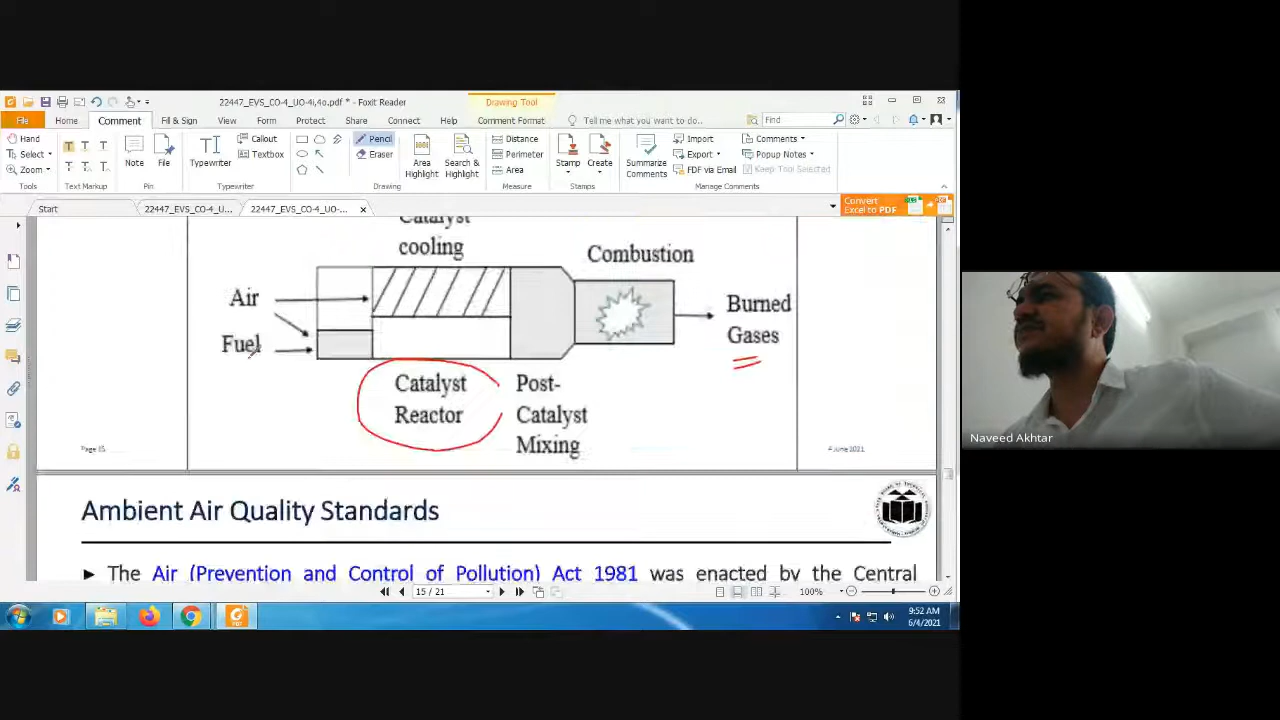 22447_EVS_CO-4_UO-4i,4o.pdf * - Foxit Reader
Drawing Tool
File
Home
Comment
Fill & Sign
View
Form
Protect
Share
Connect
Help
Comment Format
Tell me what you want to do..
Find
Hand
Select
Zoom
Tools
Text Markup
Note
File
Pin
Typewriter
Callout
Textbox
Typewriter
Pencil
Eraser
Drawing
Area
Highlight
Search &
Highlight
Distance
Perimeter
Area
Measure
Stamp
Create
Stamps
Summarize
Comments
Import
Export
FDF via Email
Comments
Popup Notes
Keep Tool Selected
Manage Comments
Start
22447_EVS_CO-4_U...
22447_EVS_CO-4_UO-...
Convert
Excel to PDF
Catalyst
cooling
Combustion
Air
Fuel
Burned
Gases
Catalyst
Reactor
Post-
Catalyst
Mixing
Page 15
4 June 2021
Ambient Air Quality Standards
► The Air (Prevention and Control of Pollution) Act 1981 was enacted by the Central
15 / 21
100%
9:52 AM
6/4/2021
Naveed Akhtar